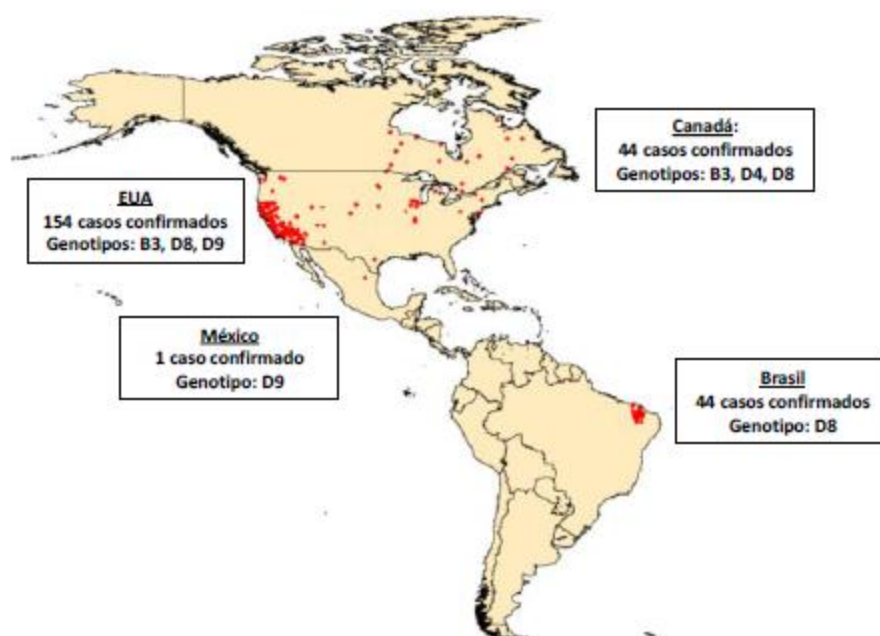 Canadá:
44 casos confirmados
Genotipos: B3, D4, D8
EUA
154 casos confirmados
Genotipos: B3, D8, D9
México
1 caso confirmado
Genotipo: D9
Brasil
44 casos confirmados
Genotipo: D8